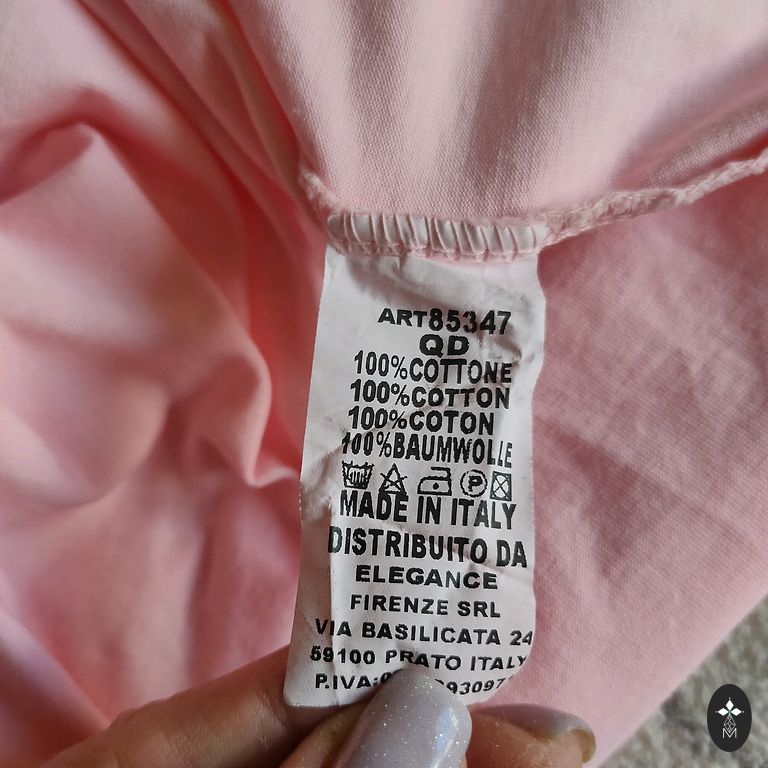 ART85347
QD
100%COTTONE
100%COTTON
100%COTON
100%BAUMWOLLE
P
MADE IN ITALY
DISTRIBUITO DA
ELEGANCE
FIRENZE SRL
VIA BASILICATA 24
59100 PRATO ITALY
P.IVA:
M